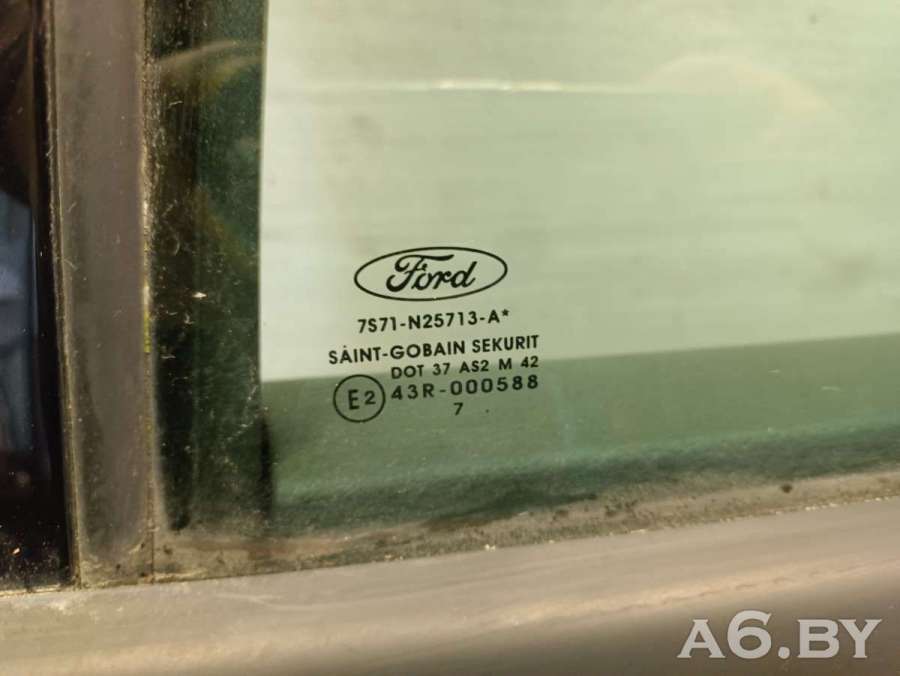 Ford
7S71-N25713-A*
SAINT-GOBAIN SEKURIT
DOT 37 AS2 M 42
E2 43R-000588
7
A6.BY